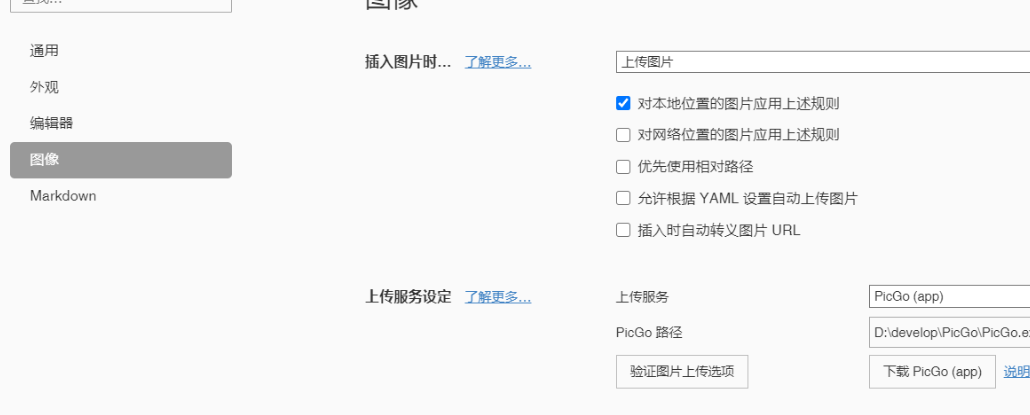 查找...
图像
通用
外观
编辑器
图像
Markdown
插入图片时... 了解更多... 上传图片
对本地位置的图片应用上述规则
对网络位置的图片应用上述规则
优先使用相对路径
允许根据 YAML 设置自动上传图片
插入时自动转义图片 URL
上传服务设定 了解更多... 上传服务 PicGo (app)
PicGo 路径 D:\develop\PicGo\PicGo.e
验证图片上传选项 下载 PicGo (app) 说明